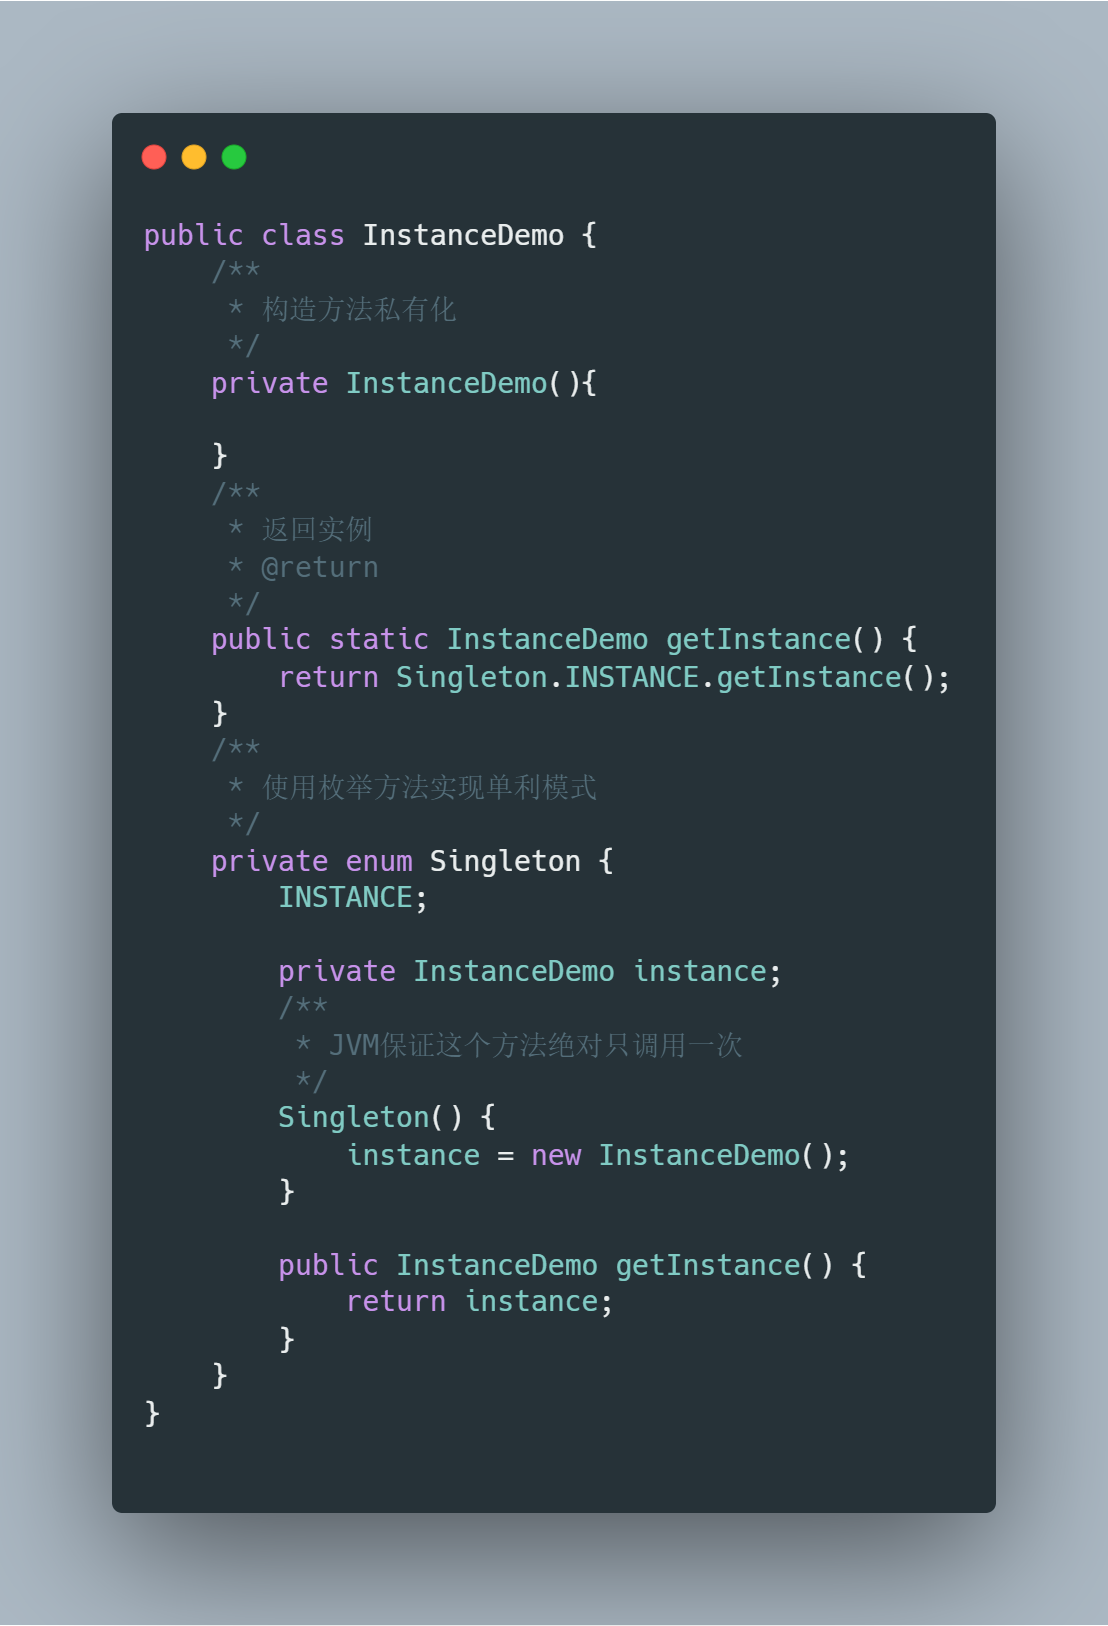 public class InstanceDemo {
    /**
     * 构造方法私有化
     */
    private InstanceDemo(){

    }
    /**
     * 返回实例
     * @return
     */
    public static InstanceDemo getInstance() {
        return Singleton.INSTANCE.getInstance();
    }
    /**
     * 使用枚举方法实现单利模式
     */
    private enum Singleton {
        INSTANCE;

        private InstanceDemo instance;
        /**
         * JVM保证这个方法绝对只调用一次
         */
        Singleton() {
            instance = new InstanceDemo();
        }

        public InstanceDemo getInstance() {
            return instance;
        }
    }
}